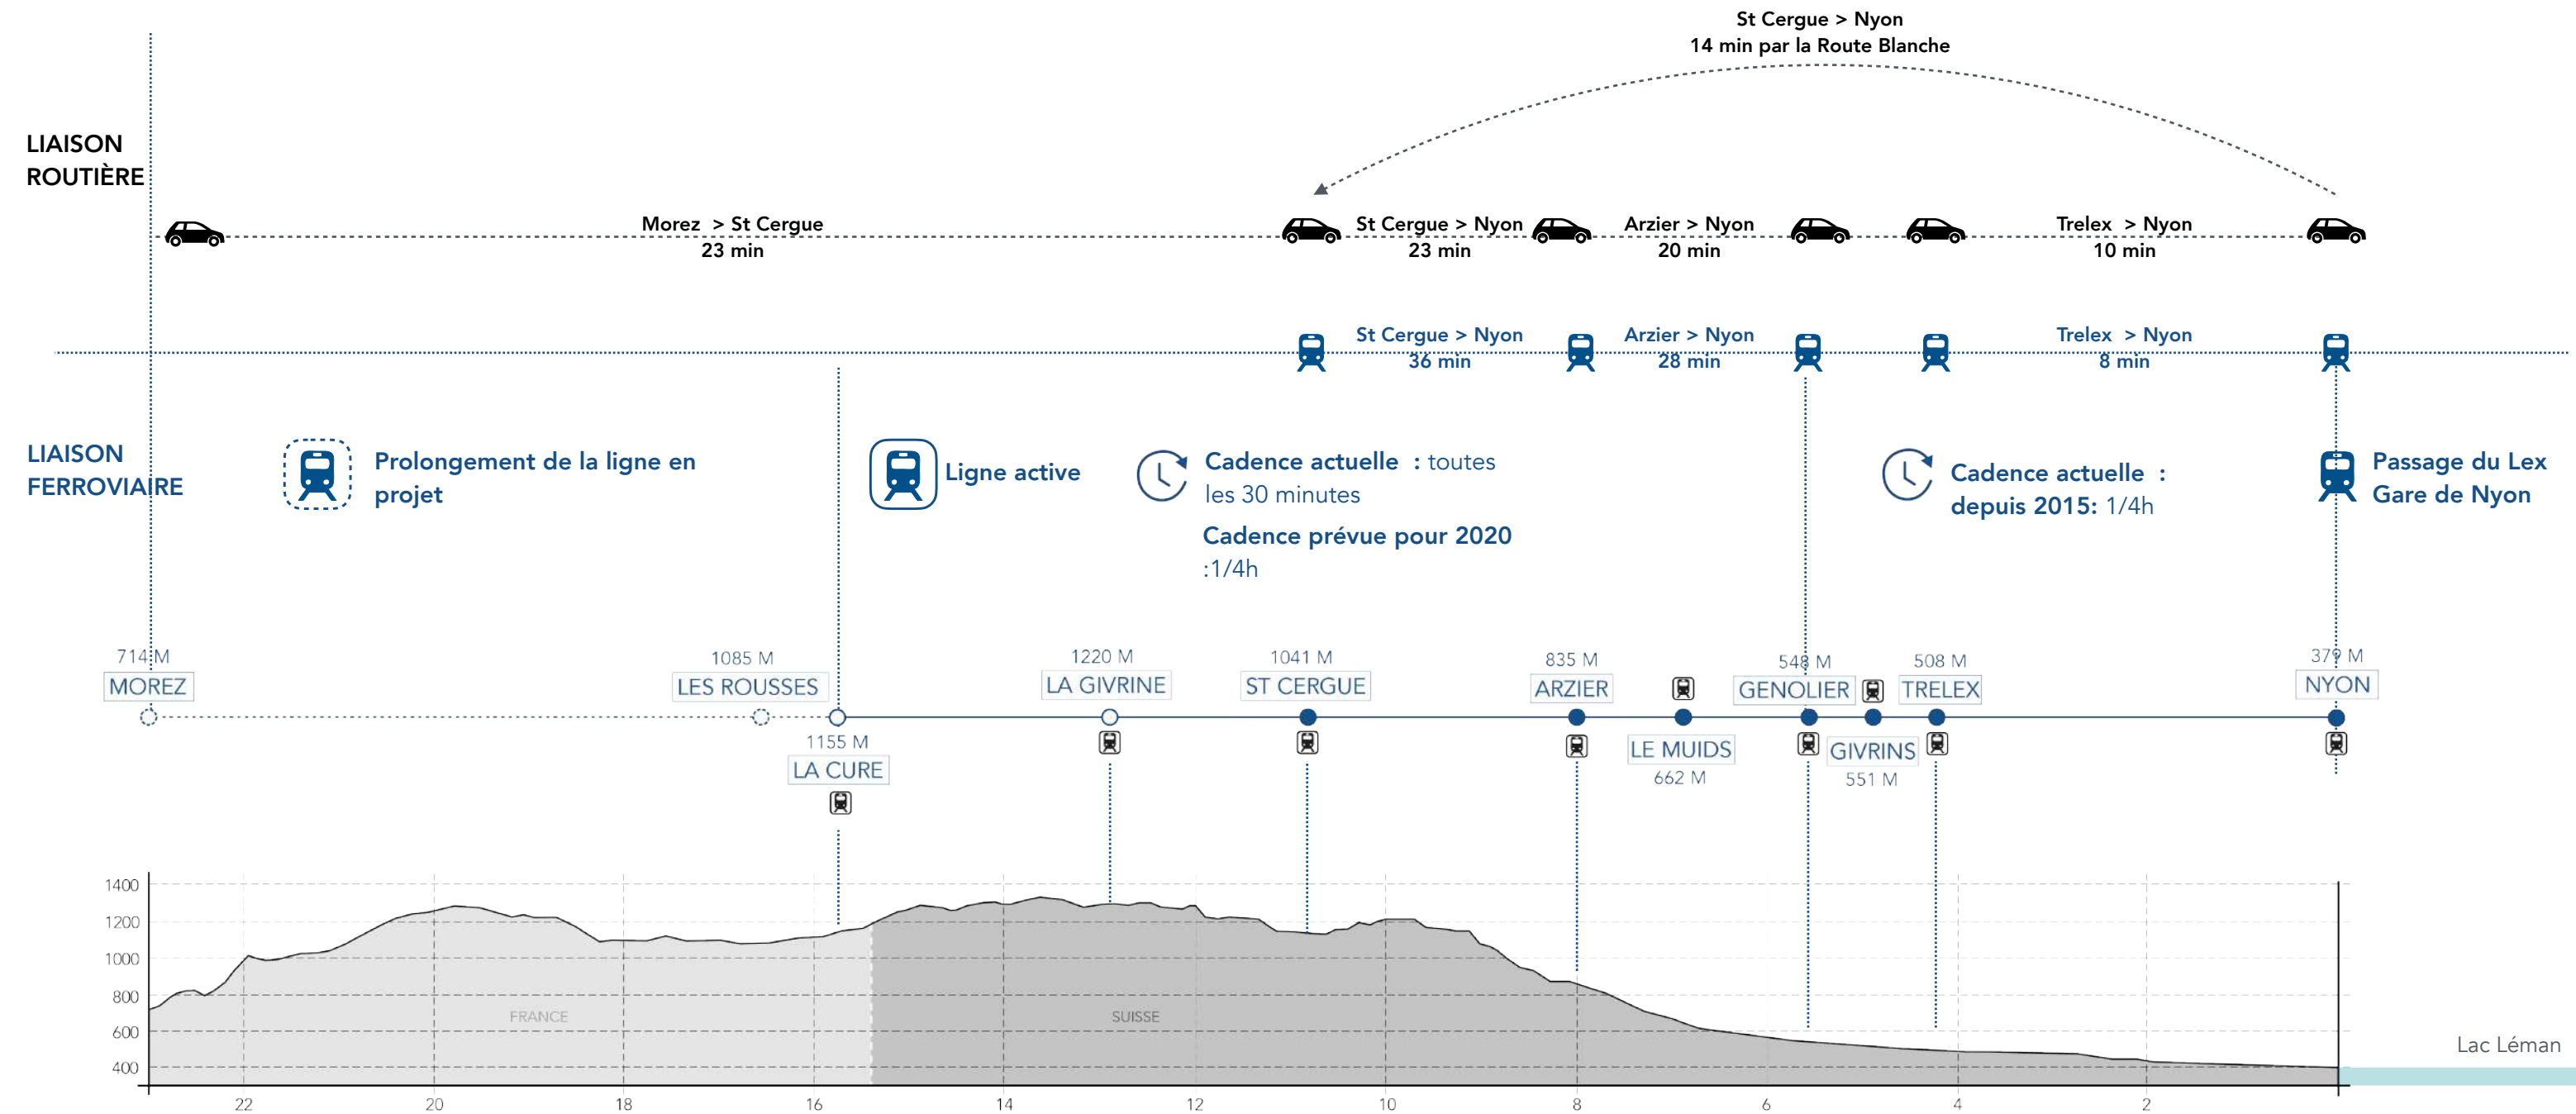 St Cergue > Nyon
14 min par la Route Blanche
LIAISON
ROUTIÈRE
Morez > St Cergue
23 min
St Cergue > Nyon
23 min
Arzier > Nyon
20 min
Trelex > Nyon
10 min
St Cergue > Nyon
36 min
Arzier > Nyon
28 min
Trelex > Nyon
8 min
LIAISON
FERROVIAIRE
Prolongement de la ligne en
projet
Ligne active
Cadence actuelle : toutes
les 30 minutes
Cadence prévue pour 2020
:1/4h
Cadence actuelle :
depuis 2015: 1/4h
Passage du Lex
Gare de Nyon
714 M
MOREZ
1085 M
LES ROUSSES
1155 M
LA CURE
1220 M
LA GIVRINE
1041 M
ST CERGUE
835 M
ARZIER
LE MUIDS
662 M
548 M
GENOLIER
GIVRINS
551 M
508 M
TRELEX
379 M
NYON
1400
1200
1000
800
600
400
FRANCE
SUISSE
Lac Léman
22 20 18 16 14 12 10 8 6 4 2